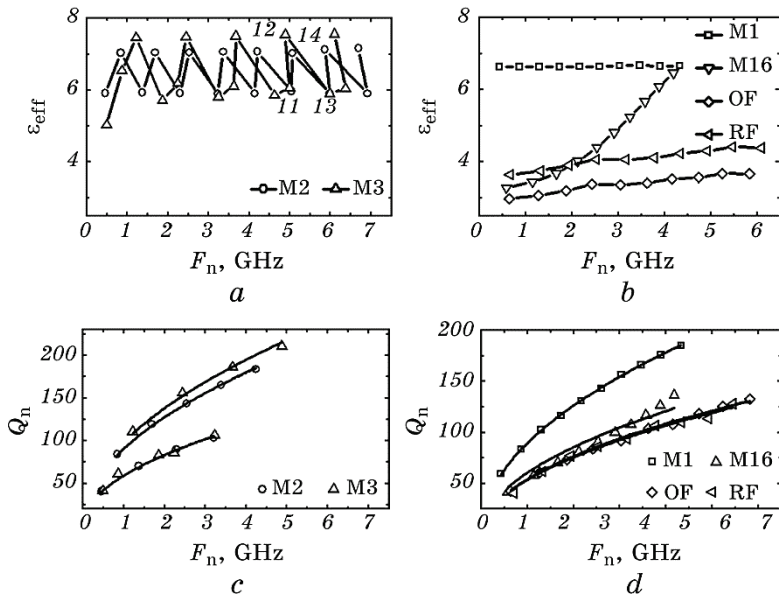 8
6
4
ε_eff
12
14
11
13
M2 M3
0 1 2 3 4 5 6 7
F_n, GHz
a
8
6
4
ε_eff
M1
M16
OF
RF
0 1 2 3 4 5 6
F_n, GHz
b
200
150
100
50
Q_n
M2 M3
0 1 2 3 4 5 6 7
F_n, GHz
c
200
150
100
50
Q_n
M1 M16
OF RF
0 1 2 3 4 5 6 7
F_n, GHz
d